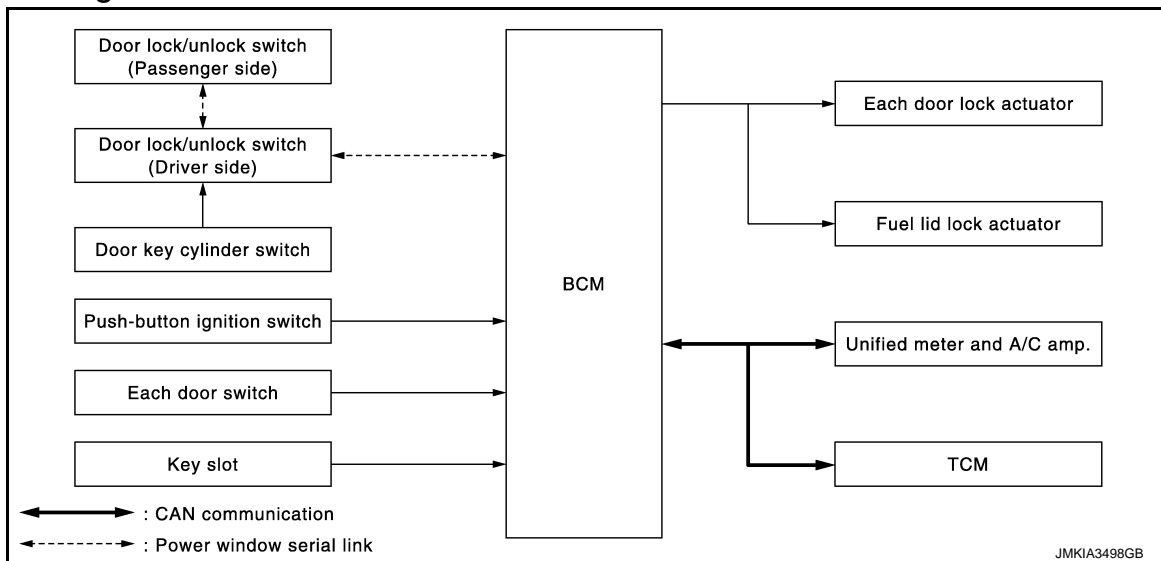 Door lock/unlock switch
(Passenger side)
Door lock/unlock switch
(Driver side)
Door key cylinder switch
Push-button ignition switch
Each door switch
Key slot
BCM
Each door lock actuator
Fuel lid lock actuator
Unified meter and A/C amp.
TCM
: CAN communication
: Power window serial link
JMKIA3498GB